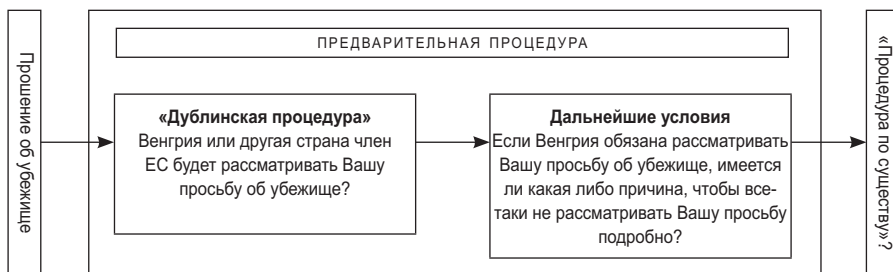 Прошение об убежище
ПРЕДВАРИТЕЛЬНАЯ ПРОЦЕДУРА
«Дублинская процедура»
Венгрия или другая страна член
ЕС будет рассматривать Вашу
просьбу об убежище?
Дальнейшие условия
Если Венгрия обязана рассматривать
Вашу просьбу об убежище, имеется
ли какая либо причина, чтобы все-
таки не рассматривать Вашу просьбу
подробно?
«Процедура по существу»?